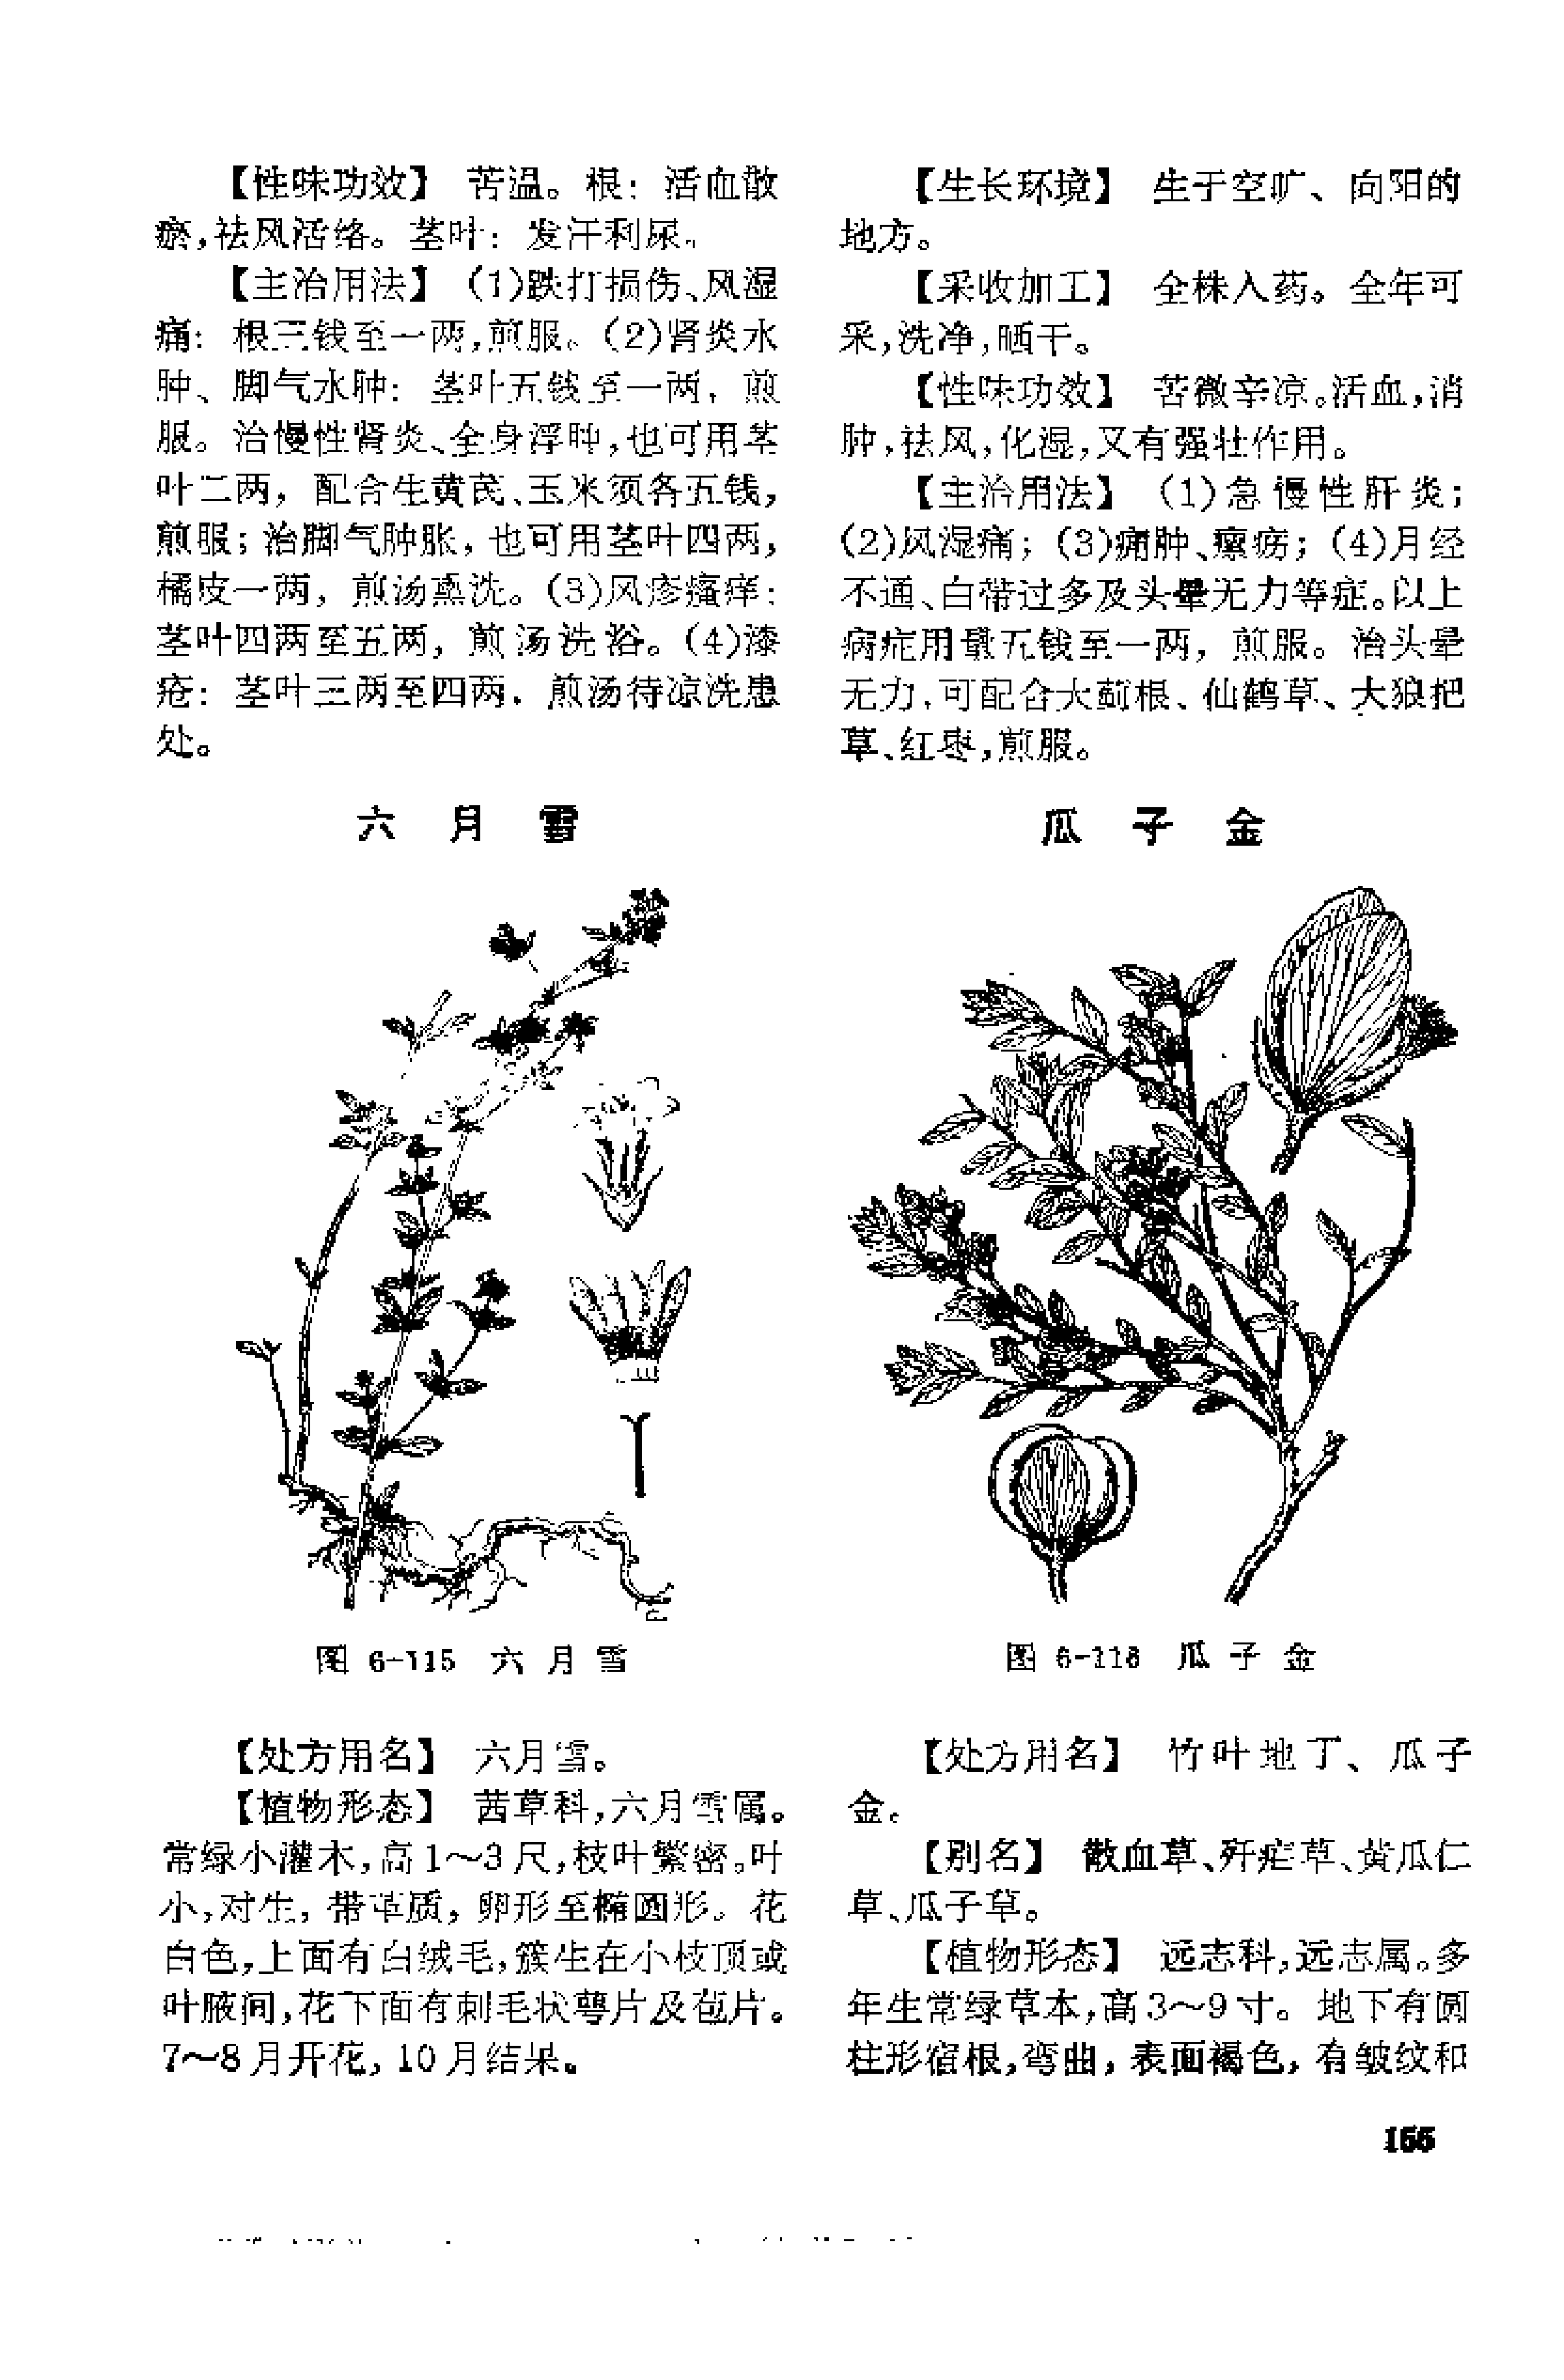 【性味功效】 苦温。根：活血散
瘀，祛风活络。茎叶：发汗利尿。
【主治用法】 (1)跌打损伤、风湿
痛：根三钱至一两，煎服。(2)肾炎水
肿、脚气水肿：茎叶五钱至一两，煎
服。治慢性肾炎、全身浮肿，也可用茎
叶二两，配合生黄芪、玉米须各五钱，
煎服；治脚气肿胀，也可用茎叶四两，
橘皮一两，煎汤熏洗。(3)风疹瘙痒：
茎叶四两至五两，煎汤洗浴。(4)漆
疮：茎叶三两至四两，煎汤待凉洗患
处。
六月雪
图 6-115 六月雪
【处方用名】 六月雪。
【植物形态】 茜草科，六月雪属。
常绿小灌木，高1～3尺，枝叶繁密。叶
小，对生，带革质，卵形至椭圆形。花
白色，上面有白绒毛，簇生在小枝顶或
叶腋间，花下面有刺毛状萼片及苞片。
7～8月开花，10月结果。
【生长环境】 生于空旷、向阳的
地方。
【采收加工】 全株入药。全年可
采，洗净，晒干。
【性味功效】 苦微辛凉。活血，消
肿，祛风，化湿，又有强壮作用。
【主治用法】 (1)急慢性肝炎；
(2)风湿痛；(3)痈肿、瘰疬；(4)月经
不通、白带过多及头晕无力等症。以上
病症用量五钱至一两，煎服。治头晕
无力，可配合大蓟根、仙鹤草、大狼把
草、红枣，煎服。
瓜子金
图 6-116 瓜子金
【处方用名】 竹叶地丁、瓜子
金。
【别名】 散血草、疳疟草、黄瓜仁
草、瓜子草。
【植物形态】 远志科，远志属。多
年生常绿草本，高3～9寸。地下有圆
柱形宿根，弯曲，表面褐色，有皱纹和
155